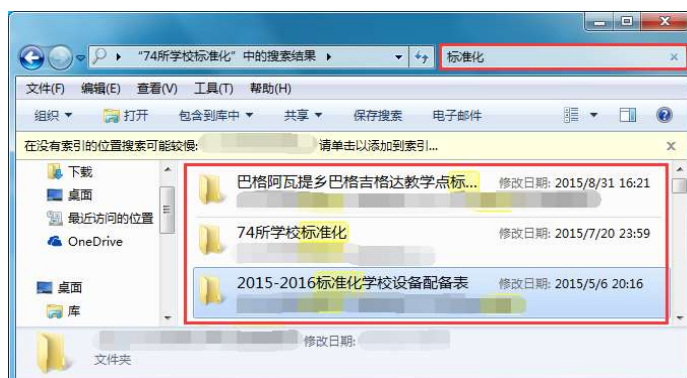 "74所学校标准化" 中的搜索结果
标准化
文件(F) 编辑(E) 查看(V) 工具(T) 帮助(H)
组织 打开 包含到库中 共享 保存搜索 电子邮件
在没有索引的位置搜索可能较慢: 请单击以添加到索引...
下载
桌面
最近访问的位置
OneDrive
桌面
库
巴格阿瓦提乡巴格吉格达教学点标... 修改日期: 2015/8/31 16:21
74所学校标准化 修改日期: 2015/7/20 23:59
2015-2016标准化学校设备配备表 修改日期: 2015/5/6 20:16
修改日期:
文件夹